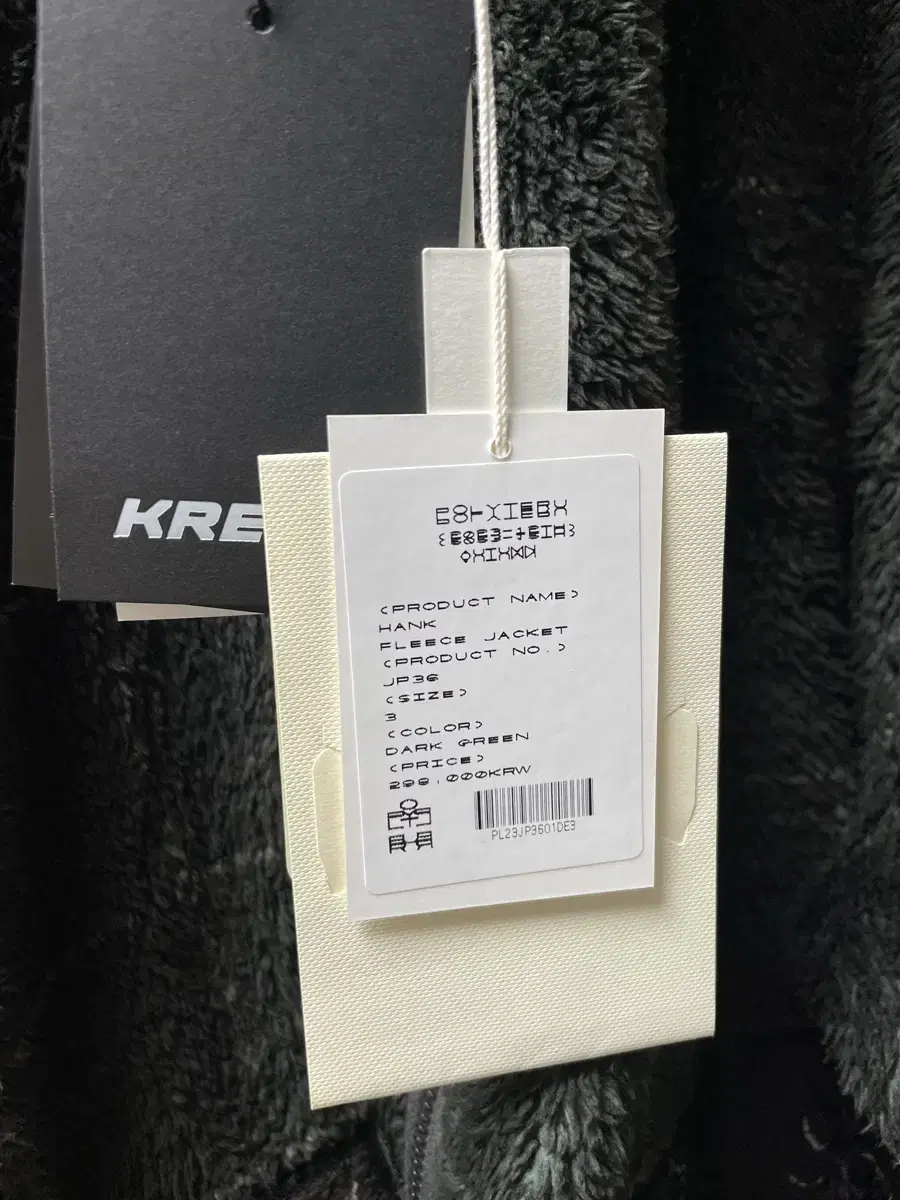 KRE
<PRODUCT NAME>
HANK
FLEECE JACKET
<PRODUCT NO.>
JP36
<SIZE>
3
<COLOR>
DARK GREEN
<PRICE>
299,000KRW
PL23JP3601DE3